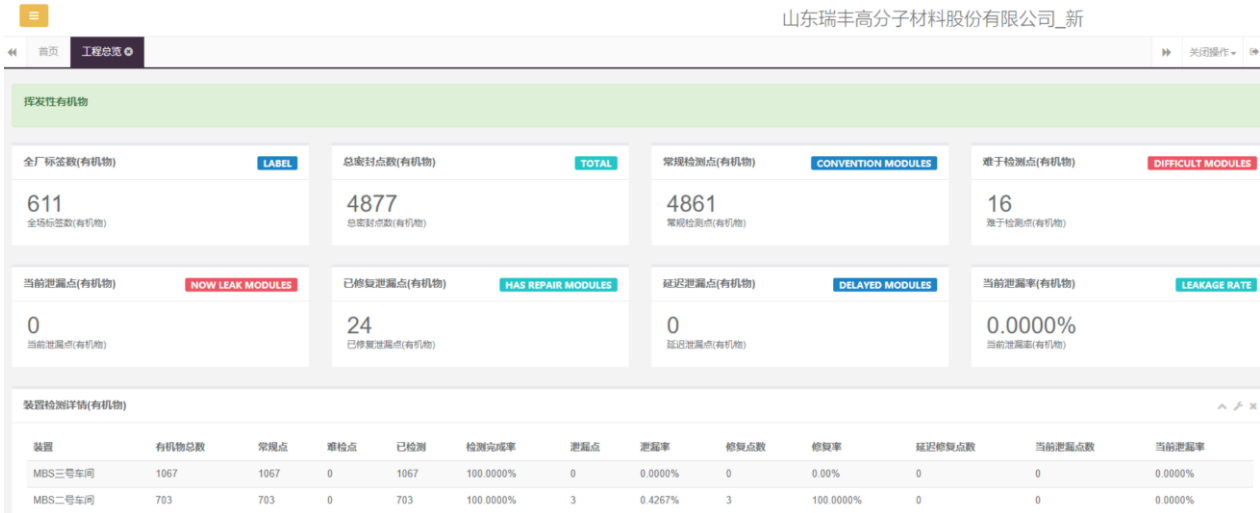 山东瑞丰高分子材料股份有限公司_新
首页 工程总览 关闭操作
挥发性有机物
全厂标签数(有机物) LABEL 总密封点数(有机物) TOTAL 常规检测点(有机物) CONVENTION MODULES 难于检测点(有机物) DIFFICULT MODULES
611 4877 4861 16
全场标签数(有机物) 总密封点数(有机物) 常规检测点(有机物) 难于检测点(有机物)
当前泄漏点(有机物) NOW LEAK MODULES 已修复泄漏点(有机物) HAS REPAIR MODULES 延迟泄漏点(有机物) DELAYED MODULES 当前泄漏率(有机物) LEAKAGE RATE
0 24 0 0.0000%
当前泄漏点(有机物) 已修复泄漏点(有机物) 延迟泄漏点(有机物) 当前泄漏率(有机物)
装置检测详情(有机物)
装置 有机物总数 常规点 难检点 已检测 检测完成率 泄漏点 泄漏率 修复点数 修复率 延迟修复点数 当前泄漏点数 当前泄漏率
MBS三号车间 1067 1067 0 1067 100.0000% 0 0.0000% 0 0.00% 0 0 0.0000%
MBS二号车间 703 703 0 703 100.0000% 3 0.4267% 3 100.0000% 0 0 0.0000%